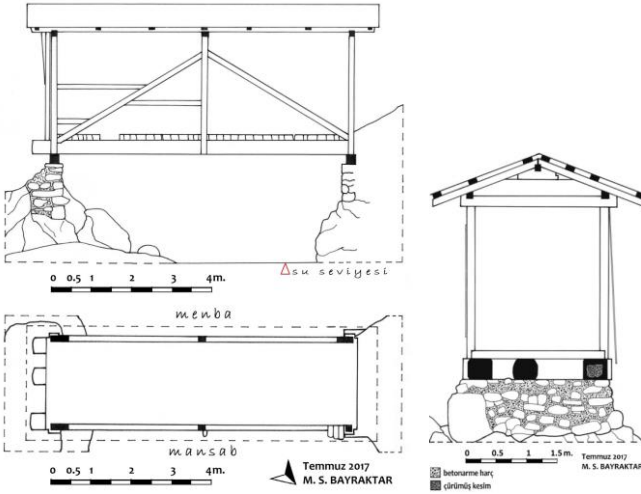 su seviyesi
0 0.5 1 2 3 4m.
menba
mansab
0 0.5 1 2 3 4m.
Temmuz 2017
M. S. BAYRAKTAR
0 0.5 1 1.5m.
Temmuz 2017
M. S. BAYRAKTAR
betonarme harç
çürümüş kesim